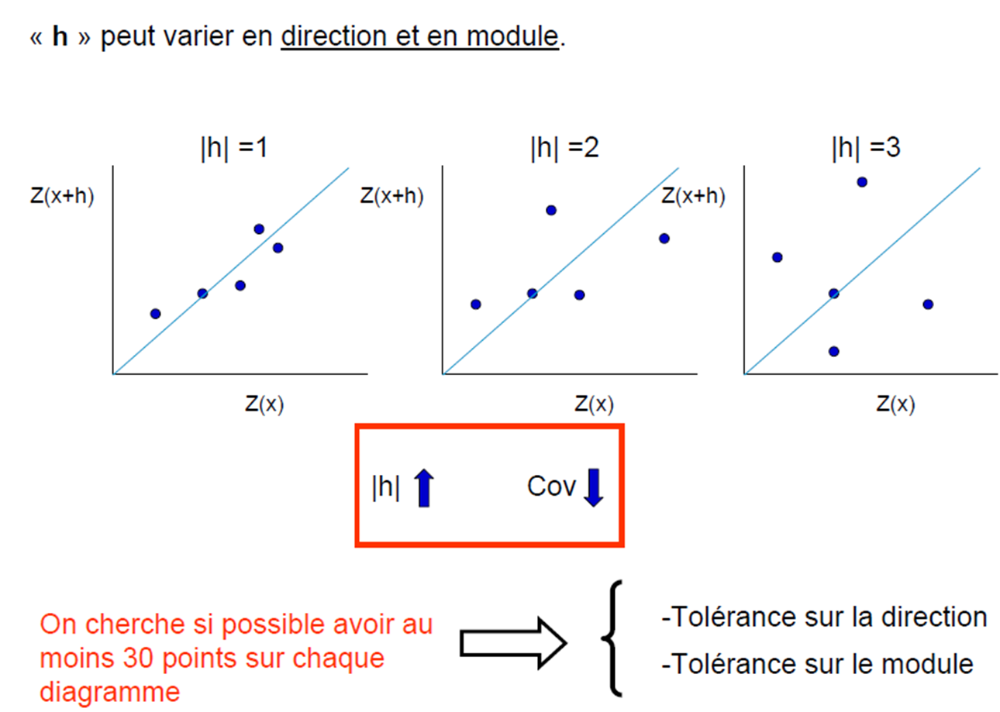 « h » peut varier en direction et en module.
|h| =1
|h| =2
|h| =3
Z(x+h)
Z(x+h)
Z(x+h)
Z(x)
Z(x)
Z(x)
|h|
Cov
On cherche si possible avoir au
moins 30 points sur chaque
diagramme
-Tolérance sur la direction
-Tolérance sur le module